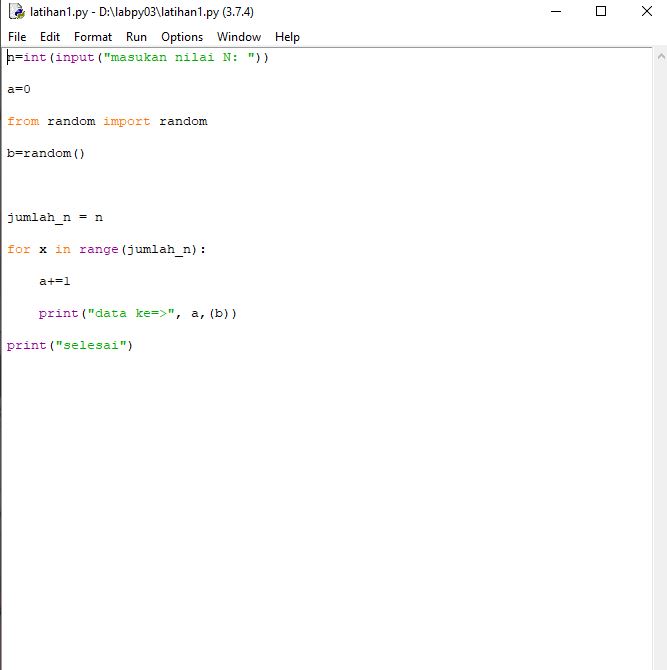 latihan1.py - D:\labpy03\latihan1.py (3.7.4)
File Edit Format Run Options Window Help
n=int(input("masukan nilai N: "))
a=0
from random import random
b=random()
jumlah_n = n
for x in range(jumlah_n):
    a+=1
    print("data ke=>", a,(b))
print("selesai")